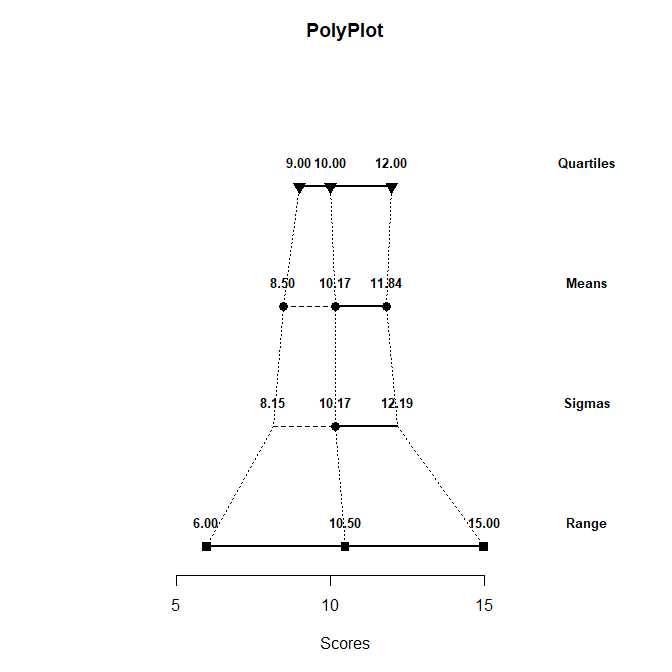 PolyPlot
9.00 10.00 12.00 Quartiles
8.50 10.17 11.84 Means
8.15 10.17 12.19 Sigmas
6.00 10.50 15.00 Range
5 10 15
Scores